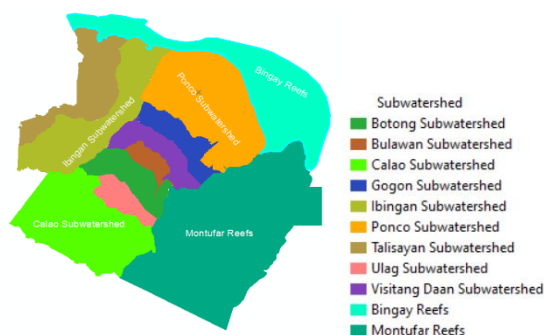 Bingay Reefs
Ponco Subwatershed
Ibingan Subwatershed
Calao Subwatershed
Montufar Reefs
Subwatershed
Botong Subwatershed
Bulawan Subwatershed
Calao Subwatershed
Gogon Subwatershed
Ibingan Subwatershed
Ponco Subwatershed
Talisayan Subwatershed
Ulag Subwatershed
Visitang Daan Subwatershed
Bingay Reefs
Montufar Reefs